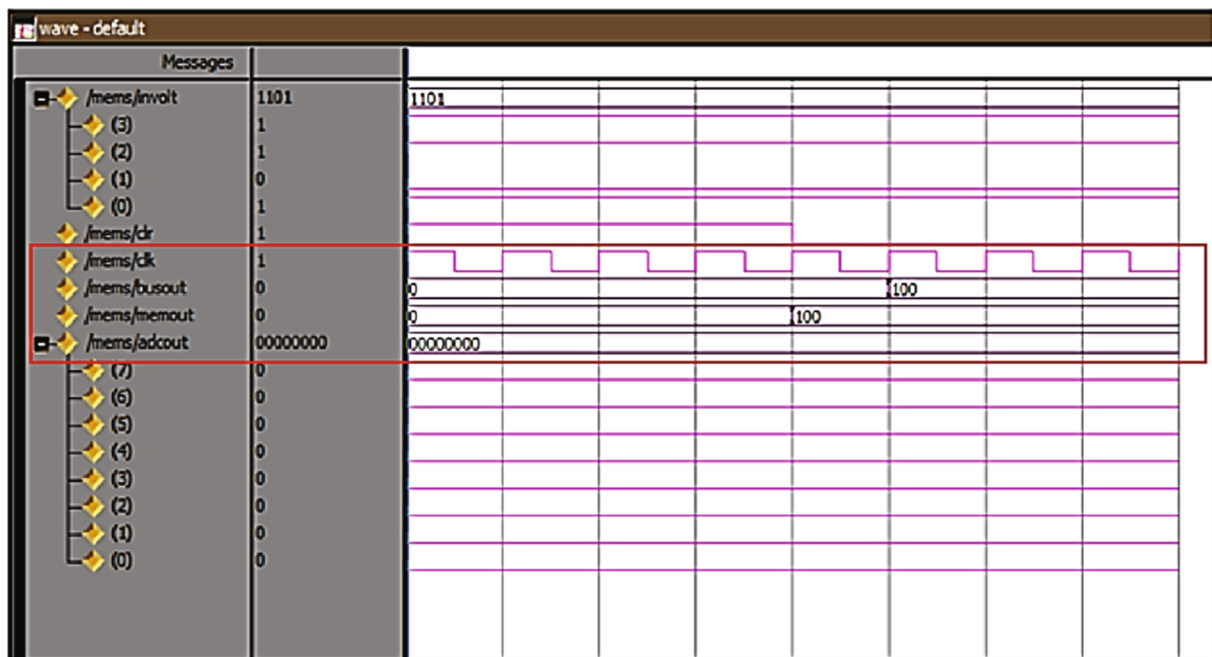 wave - default
Messages
/mems/involt 1101 1101
(3) 1
(2) 1
(1) 0
(0) 1
/mems/clr 1
/mems/clk 1
/mems/busout 0 0 100
/mems/memout 0 0 100
/mems/adcout 00000000 00000000
(7) 0
(6) 0
(5) 0
(4) 0
(3) 0
(2) 0
(1) 0
(0) 0